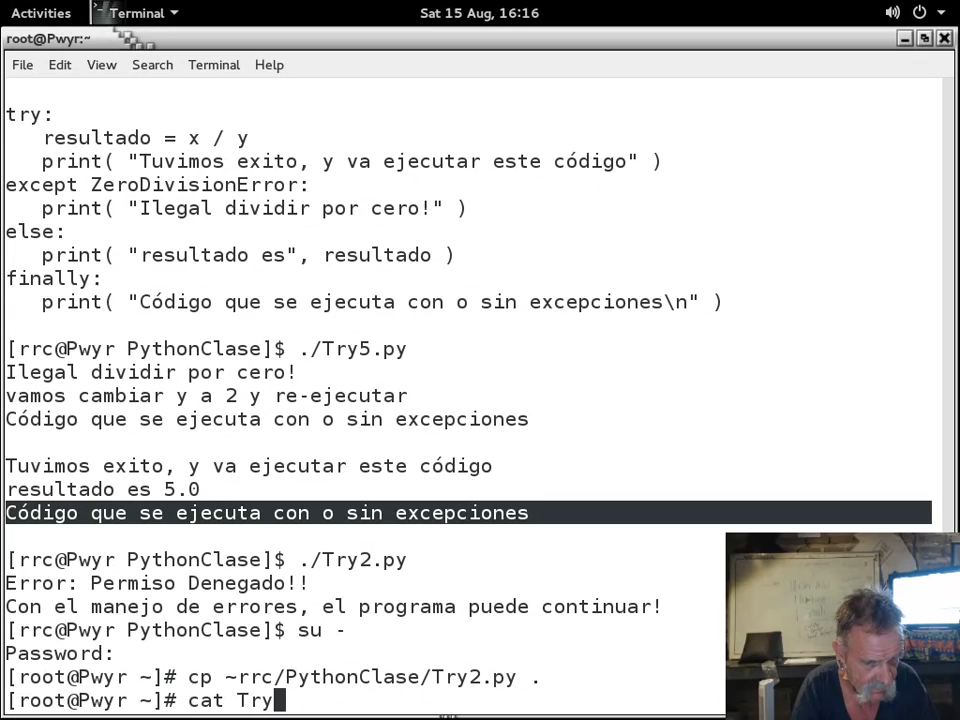 Activities Terminal Sat 15 Aug, 16:16
root@Pwyr:~
File Edit View Search Terminal Help
try:
   resultado = x / y
   print( "Tuvimos exito, y va ejecutar este código" )
except ZeroDivisionError:
   print( "Ilegal dividir por cero!" )
else:
   print( "resultado es", resultado )
finally:
   print( "Código que se ejecuta con o sin excepciones\n" )
[rrc@Pwyr PythonClase]$ ./Try5.py
Ilegal dividir por cero!
vamos cambiar y a 2 y re-ejecutar
Código que se ejecuta con o sin excepciones
Tuvimos exito, y va ejecutar este código
resultado es 5.0
Código que se ejecuta con o sin excepciones
[rrc@Pwyr PythonClase]$ ./Try2.py
Error: Permiso Denegado!!
Con el manejo de errores, el programa puede continuar!
[rrc@Pwyr PythonClase]$ su -
Password:
[root@Pwyr ~]# cp ~rrc/PythonClase/Try2.py .
[root@Pwyr ~]# cat Try